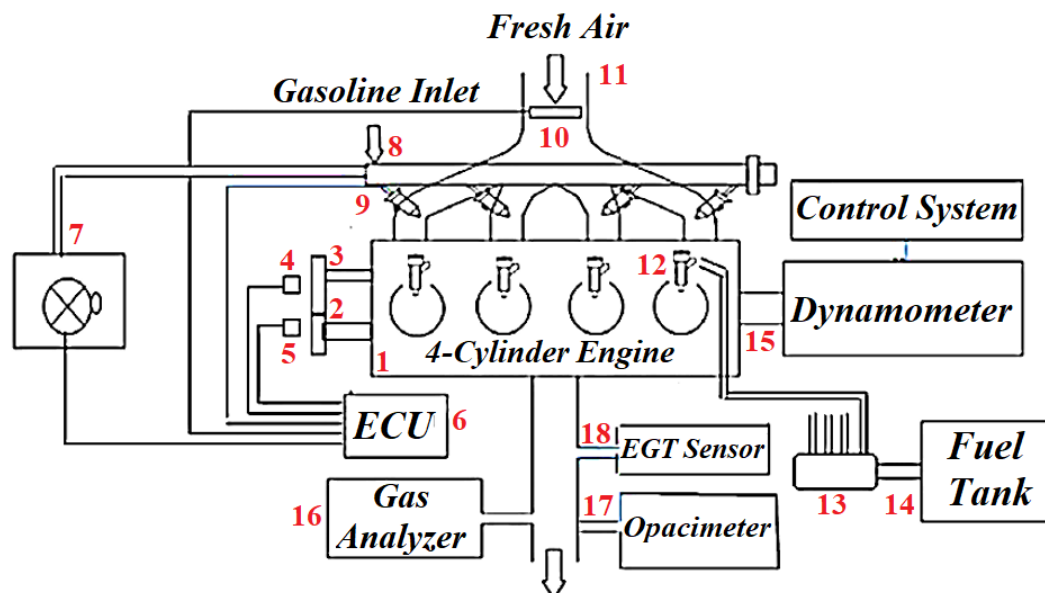 Fresh Air
11
Gasoline Inlet
10
8
9
7
4
3
12
Control System
2
5
Dynamometer
15
1
4-Cylinder Engine
ECU
6
18
EGT Sensor
Fuel
Tank
13
14
16
Gas
Analyzer
17
Opacimeter